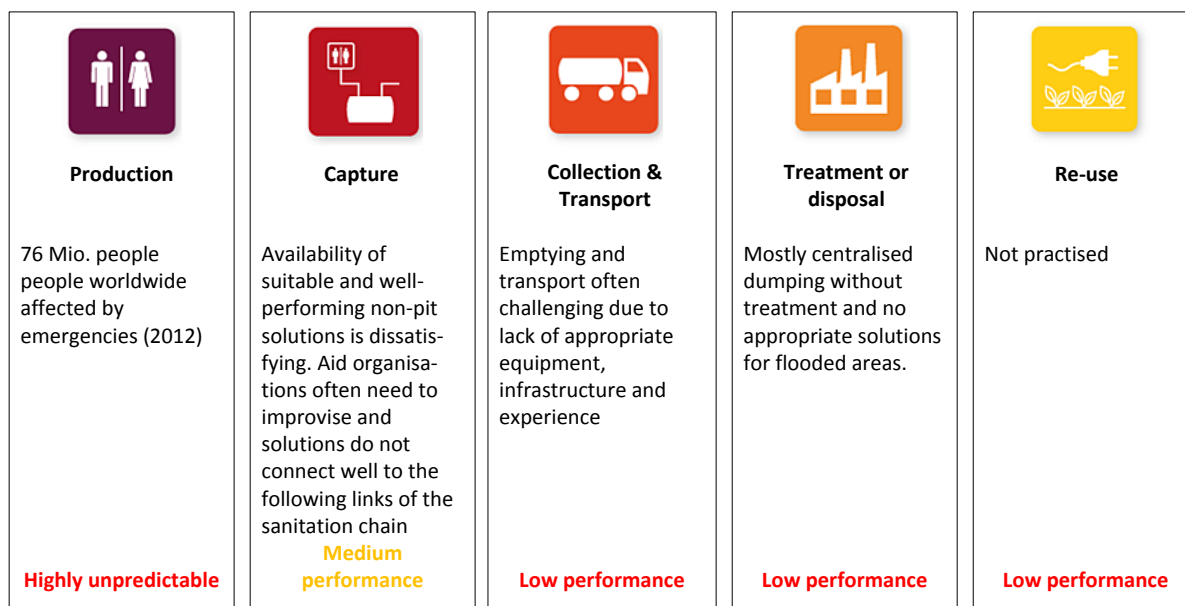 Production
76 Mio. people
people worldwide
affected by
emergencies (2012)
Highly unpredictable
Capture
Availability of
suitable and well-
performing non-pit
solutions is dissatis-
fying. Aid organisa-
tions often need to
improvise and
solutions do not
connect well to the
following links of the
sanitation chain
Medium
performance
Collection &
Transport
Emptying and
transport often
challenging due to
lack of appropriate
equipment,
infrastructure and
experience
Low performance
Treatment or
disposal
Mostly centralised
dumping without
treatment and no
appropriate solutions
for flooded areas.
Low performance
Re-use
Not practised
Low performance